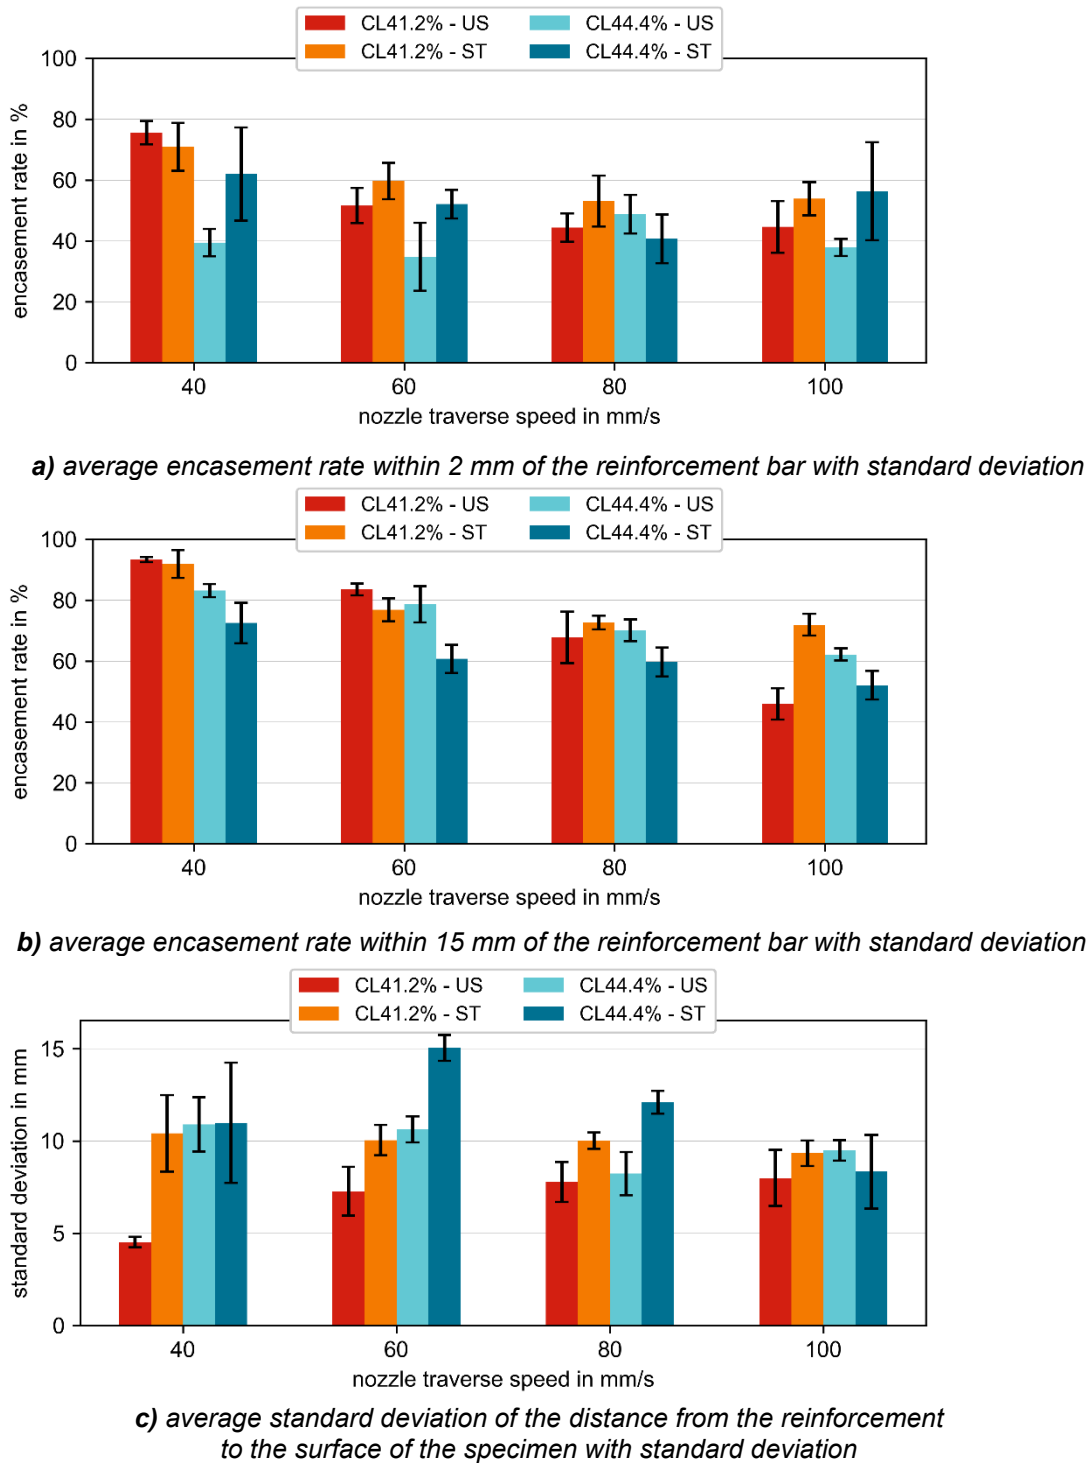 CL41.2% - US CL44.4% - US
CL41.2% - ST CL44.4% - ST
100
80
60
40
20
0
encasement rate in %
40 60 80 100
nozzle traverse speed in mm/s
a) average encasement rate within 2 mm of the reinforcement bar with standard deviation
CL41.2% - US CL44.4% - US
CL41.2% - ST CL44.4% - ST
100
80
60
40
20
0
encasement rate in %
40 60 80 100
nozzle traverse speed in mm/s
b) average encasement rate within 15 mm of the reinforcement bar with standard deviation
CL41.2% - US CL44.4% - US
CL41.2% - ST CL44.4% - ST
15
10
5
0
standard deviation in mm
40 60 80 100
nozzle traverse speed in mm/s
c) average standard deviation of the distance from the reinforcement
to the surface of the specimen with standard deviation